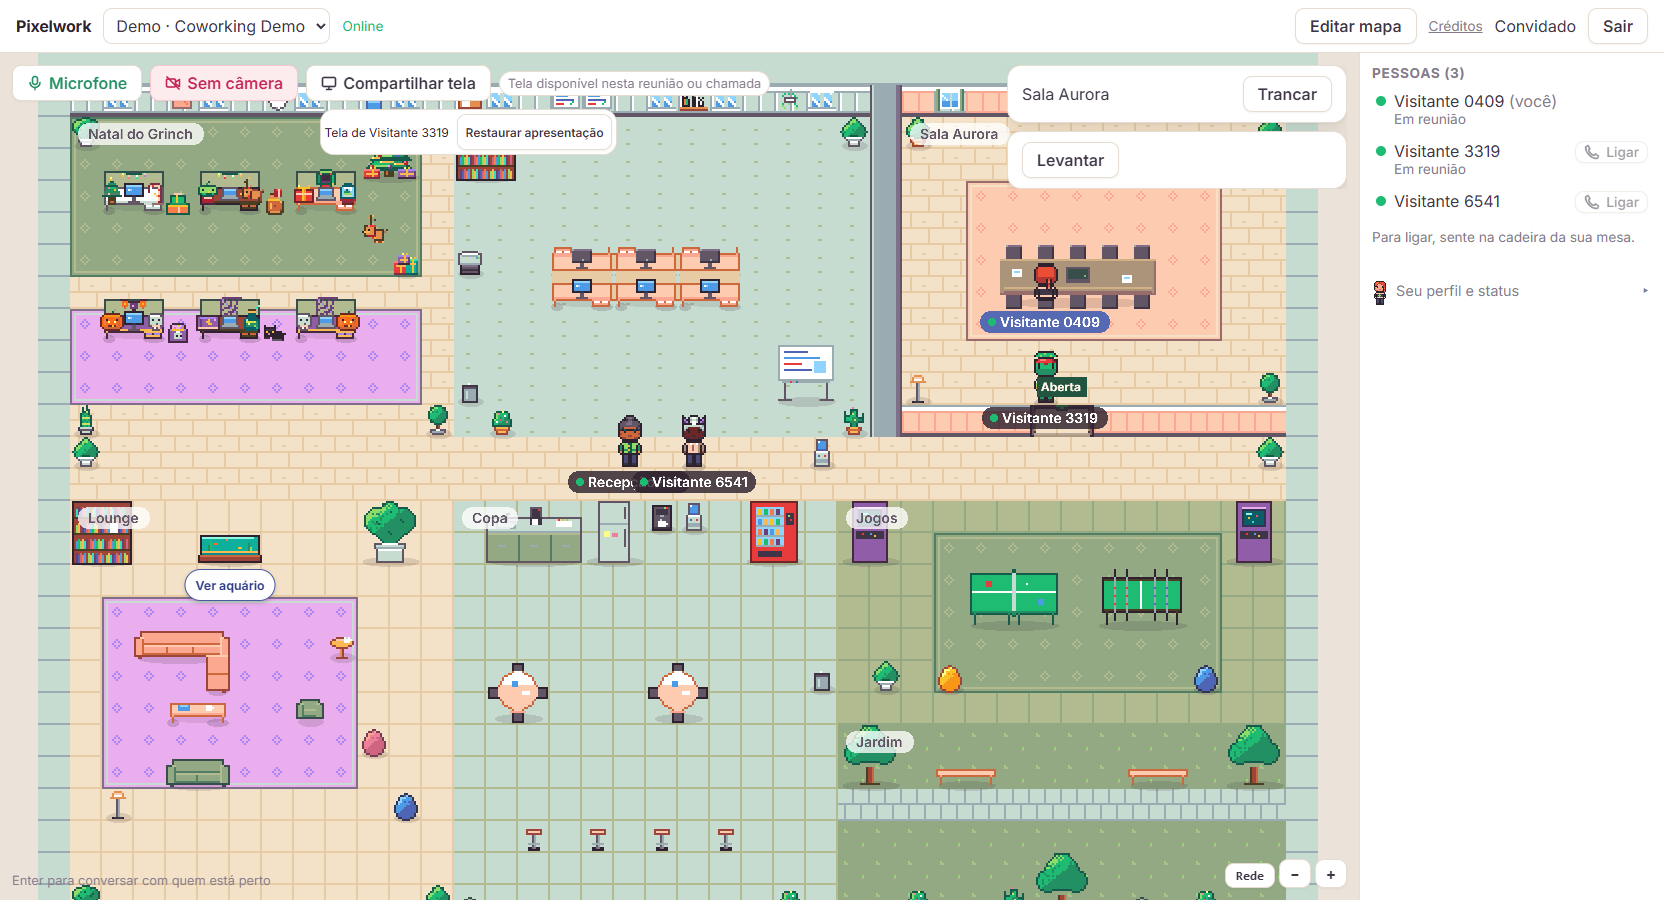 Pixelwork
Demo · Coworking Demo
Online
Editar mapa
Créditos
Convidado
Sair
Microfone
Sem câmera
Compartilhar tela
Tela disponível nesta reunião ou chamada
Tela de Visitante 3319
Restaurar apresentação
Sala Aurora
Trancar
Levantar
PESSOAS (3)
Visitante 0409 (você)
Em reunião
Visitante 3319
Ligar
Em reunião
Visitante 6541
Ligar
Para ligar, sente na cadeira da sua mesa.
Seu perfil e status
Natal do Grinch
Sala Aurora
Visitante 0409
Aberta
Visitante 3319
Visitante 6541
Lounge
Copa
Jogos
Ver aquário
Jardim
Enter para conversar com quem está perto
Rede
-
+